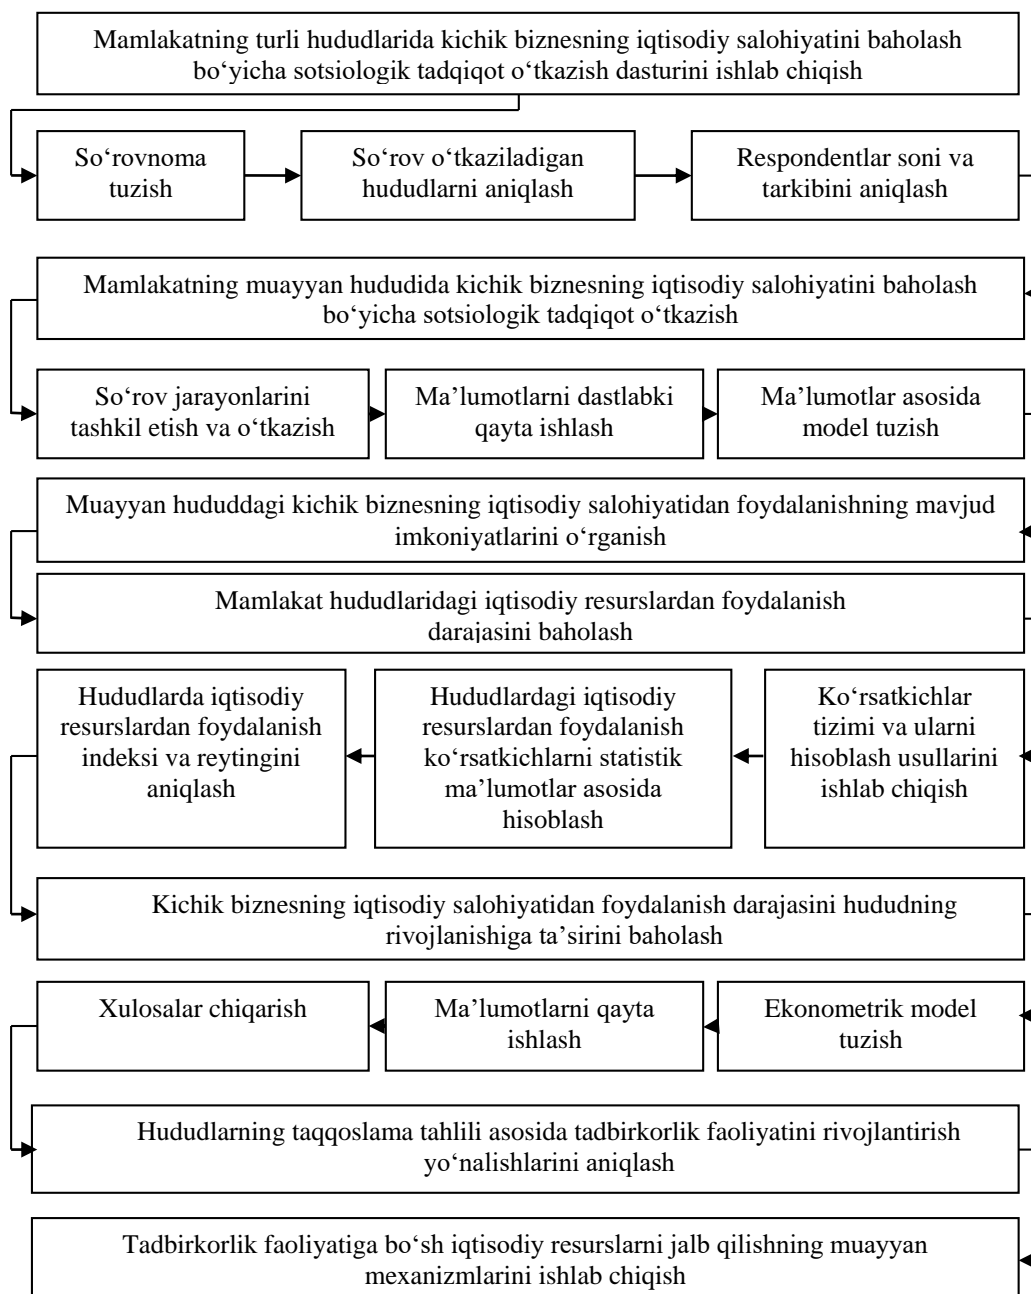 Mamlakatning turli hududlarida kichik biznesning iqtisodiy salohiyatini baholash
bo‘yicha sotsiologik tadqiqot o‘tkazish dasturini ishlab chiqish
So‘rovnoma
tuzish
So‘rov o‘tkaziladigan
hududlarni aniqlash
Respondentlar soni va
tarkibini aniqlash
Mamlakatning muayyan hududida kichik biznesning iqtisodiy salohiyatini baholash
bo‘yicha sotsiologik tadqiqot o‘tkazish
So‘rov jarayonlarini
tashkil etish va o‘tkazish
Ma’lumotlarni dastlabki
qayta ishlash
Ma’lumotlar asosida
model tuzish
Muayyan hududdagi kichik biznesning iqtisodiy salohiyatidan foydalanishning mavjud
imkoniyatlarini o‘rganish
Mamlakat hududlaridagi iqtisodiy resurslardan foydalanish
darajasini baholash
Hududlarda iqtisodiy
resurslardan foydalanish
indeksi va reytingini
aniqlash
Hududlardagi iqtisodiy
resurslardan foydalanish
ko‘rsatkichlarni statistik
ma’lumotlar asosida
hisoblash
Ko‘rsatkichlar
tizimi va ularni
hisoblash usullarini
ishlab chiqish
Kichik biznesning iqtisodiy salohiyatidan foydalanish darajasini hududning
rivojlanishiga ta’sirini baholash
Xulosalar chiqarish
Ma’lumotlarni qayta
ishlash
Ekonometrik model
tuzish
Hududlarning taqqoslama tahlili asosida tadbirkorlik faoliyatini rivojlantirish
yo‘nalishlarini aniqlash
Tadbirkorlik faoliyatiga bo‘sh iqtisodiy resurslarni jalb qilishning muayyan
mexanizmlarini ishlab chiqish